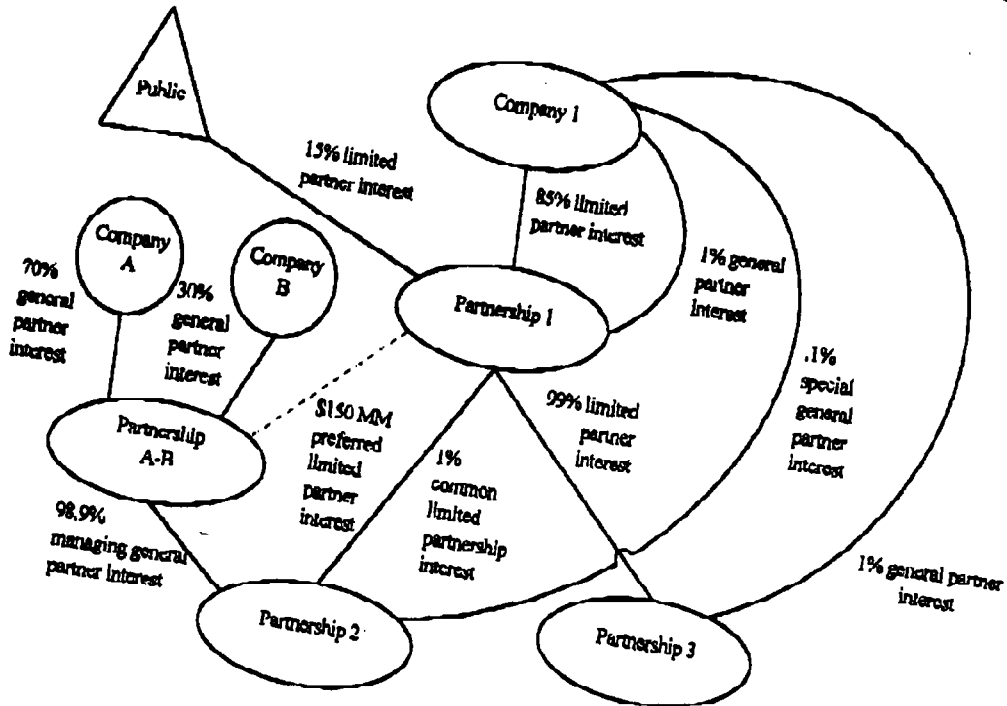 Public
Company 1
15% limited
partner interest
85% limited
partner interest
Company
A
Company
B
70%
general
partner
interest
30%
general
partner
interest
1% general
partner
Interest
Partnership 1
.1%
special
general
partner
interest
Partnership
A-B
$150 MM
preferred
limited
partner
interest
1%
common
limited
partnership
interest
99% limited
partner
interest
98.9%
managing general
partner Interest
1% general partner
interest
Partnership 2
Partnership 3